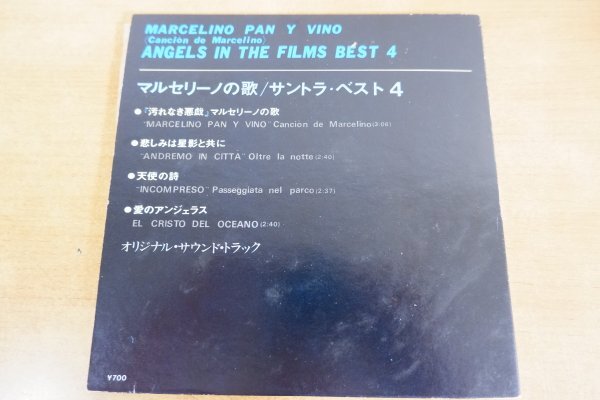 MARCELINO PAN Y VINO
(Canción de Marcelino)
ANGELS IN THE FILMS BEST 4
マルセリーノの歌/サントラ・ベスト4
●『汚れなき悪戯』マルセリーノの歌
"MARCELINO PAN Y VINO" Canción de Marcelino(3:06)
●悲しみは星影と共に
"ANDREMO IN CITTÀ" Oltre la notte(2:40)
●天使の詩
"INCOMPRESO" Passeggiata nel parco(2:37)
●愛のアンジェラス
EL CRISTO DEL OCEANO(2:40)
オリジナル・サウンド・トラック
¥700